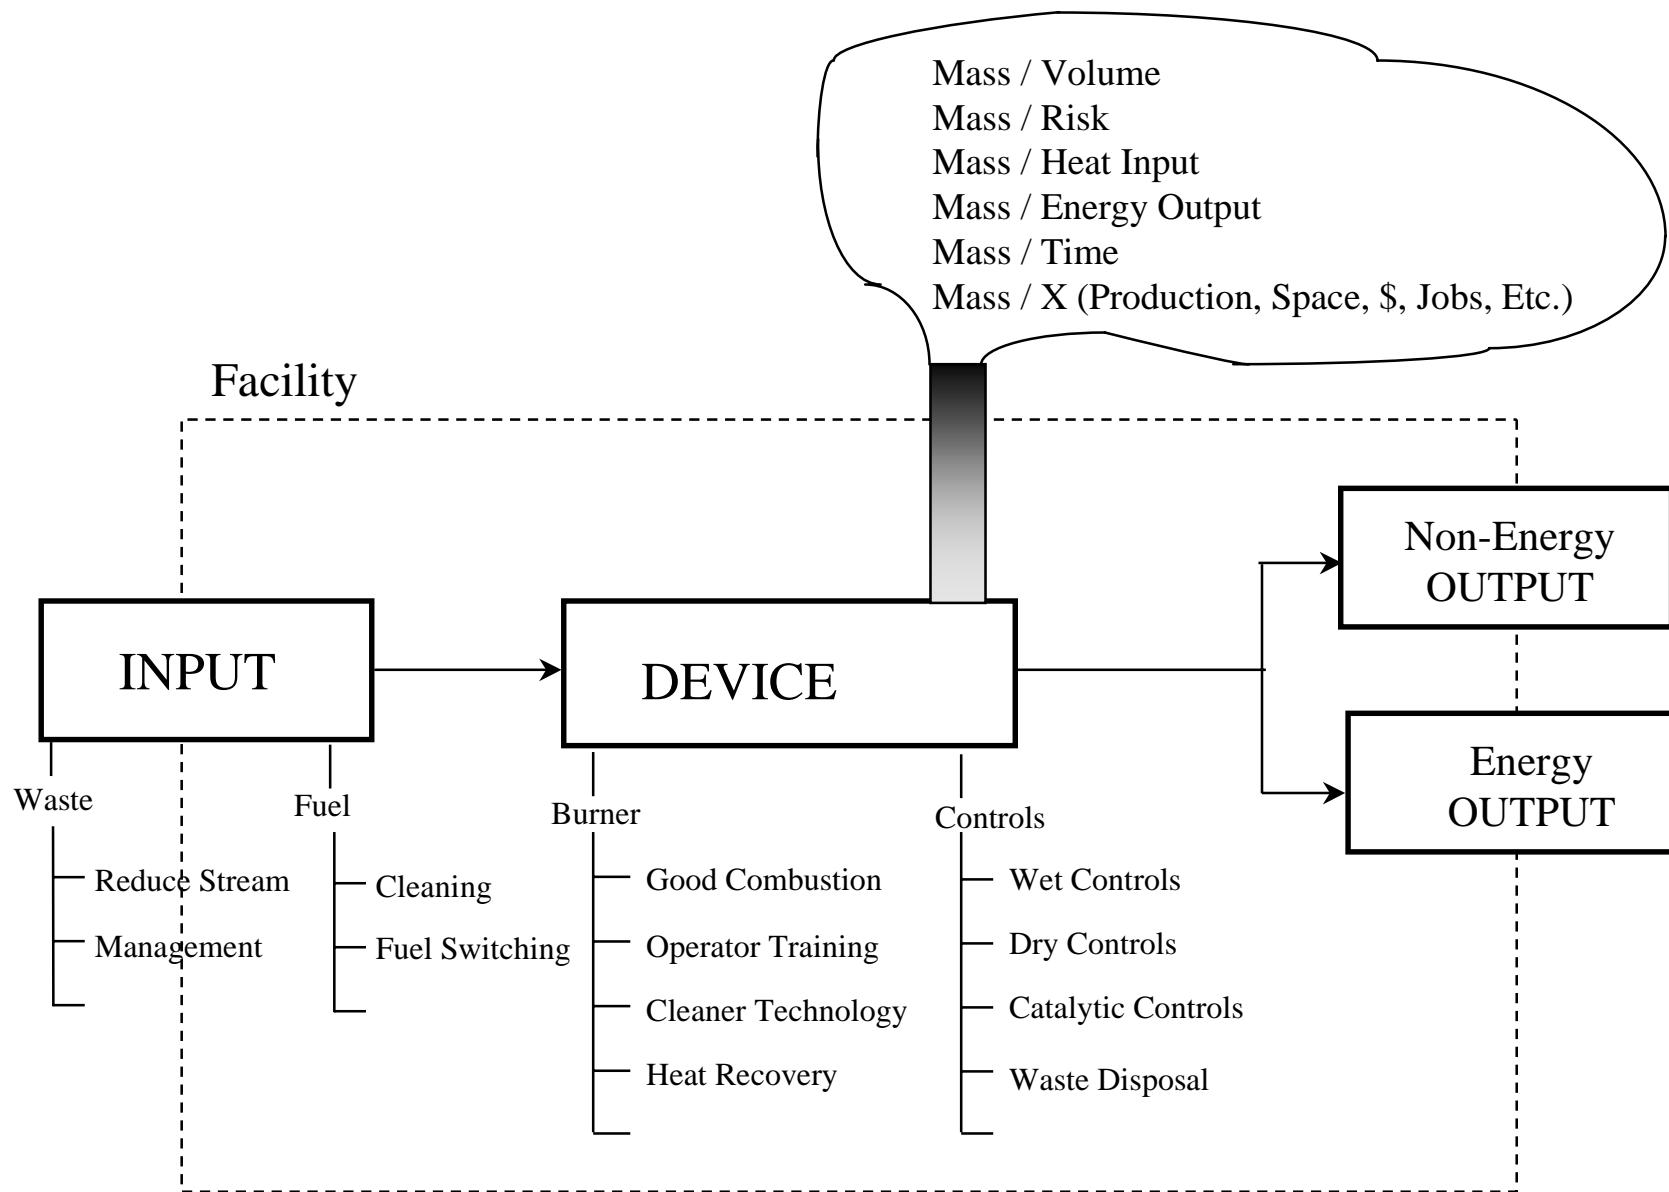 Mass / Volume
Mass / Risk
Mass / Heat Input
Mass / Energy Output
Mass / Time
Mass / X (Production, Space, $, Jobs, Etc.)
Facility
Non-Energy
OUTPUT
INPUT
DEVICE
Energy
OUTPUT
Waste
Reduce Stream
Management
Fuel
Cleaning
Fuel Switching
Burner
Good Combustion
Operator Training
Cleaner Technology
Heat Recovery
Controls
Wet Controls
Dry Controls
Catalytic Controls
Waste Disposal